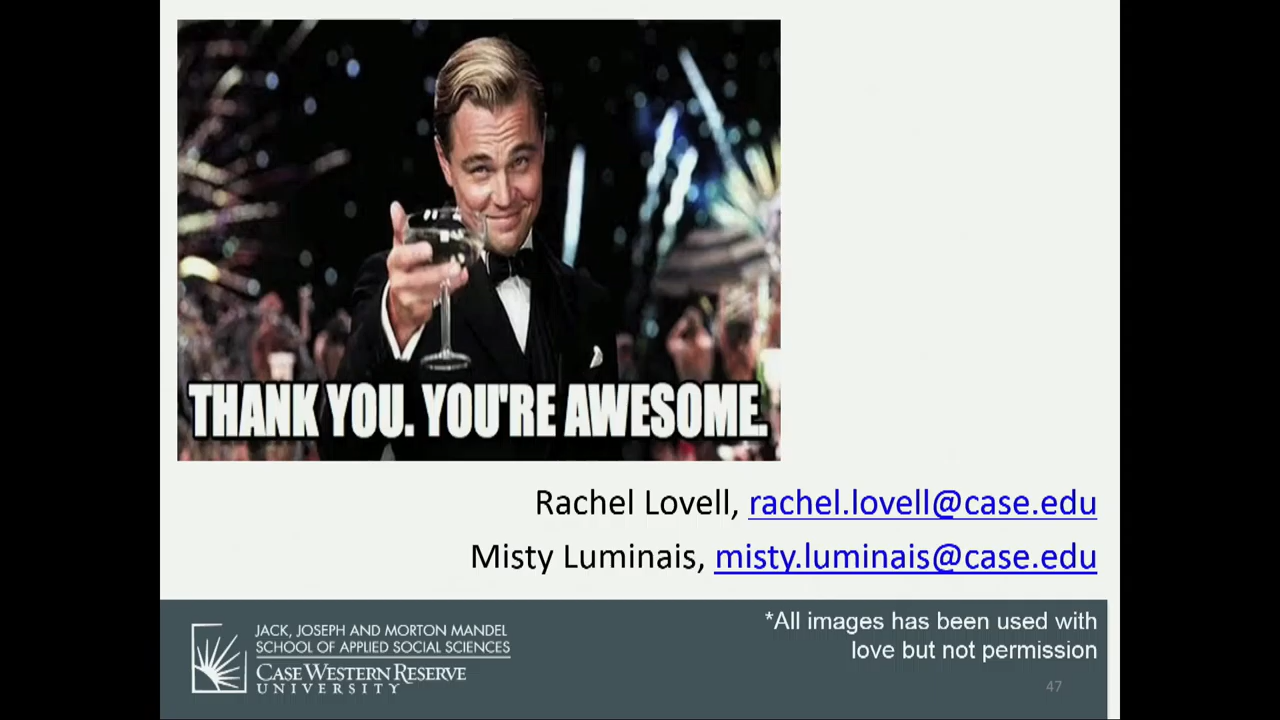 THANK YOU. YOU'RE AWESOME.
Rachel Lovell, rachel.lovell@case.edu
Misty Luminais, misty.luminais@case.edu
JACK, JOSEPH AND MORTON MANDEL
SCHOOL OF APPLIED SOCIAL SCIENCES
CASE WESTERN RESERVE
UNIVERSITY
*All images has been used with
love but not permission
47